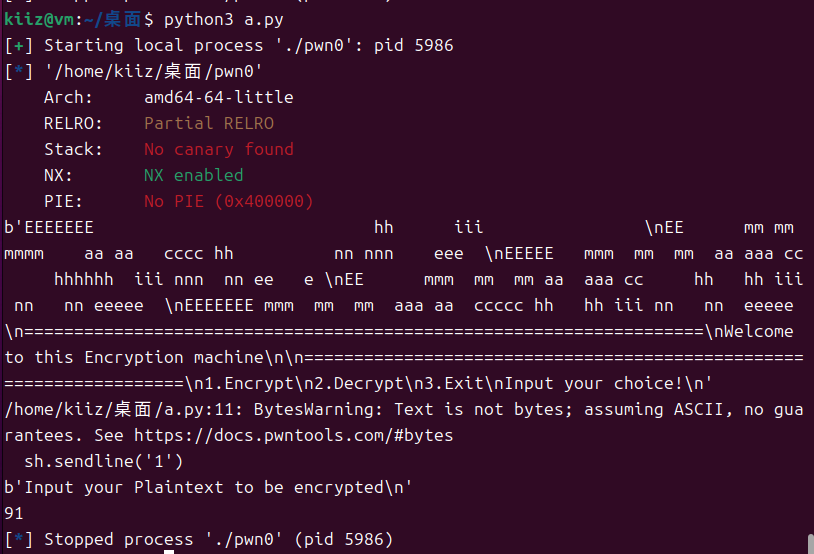 kiiz@vm:~/桌面$ python3 a.py
[+] Starting local process './pwn0': pid 5986
[*] '/home/kiiz/桌面/pwn0'
    Arch:     amd64-64-little
    RELRO:    Partial RELRO
    Stack:    No canary found
    NX:       NX enabled
    PIE:      No PIE (0x400000)
b'EEEEEEE                            hh      iii                \nEE      mm mm
mmmm    aa aa   cccc hh          nn nnn    eee  \nEEEEE   mmm  mm  mm  aa aaa cc
     hhhhhh  iii nnn  nn ee   e \nEE      mmm  mm  mm aa  aaa cc     hh   hh iii
 nn   nn eeeee  \nEEEEEEE mmm  mm  mm  aaa aa  ccccc hh   hh iii nn   nn  eeeee 
\n====================================================================\nWelcome
to this Encryption machine\n\n==================================================
==================\n1.Encrypt\n2.Decrypt\n3.Exit\nInput your choice!\n'
/home/kiiz/桌面/a.py:11: BytesWarning: Text is not bytes; assuming ASCII, no gua
rantees. See https://docs.pwntools.com/#bytes
  sh.sendline('1')
b'Input your Plaintext to be encrypted\n'
91
[*] Stopped process './pwn0' (pid 5986)